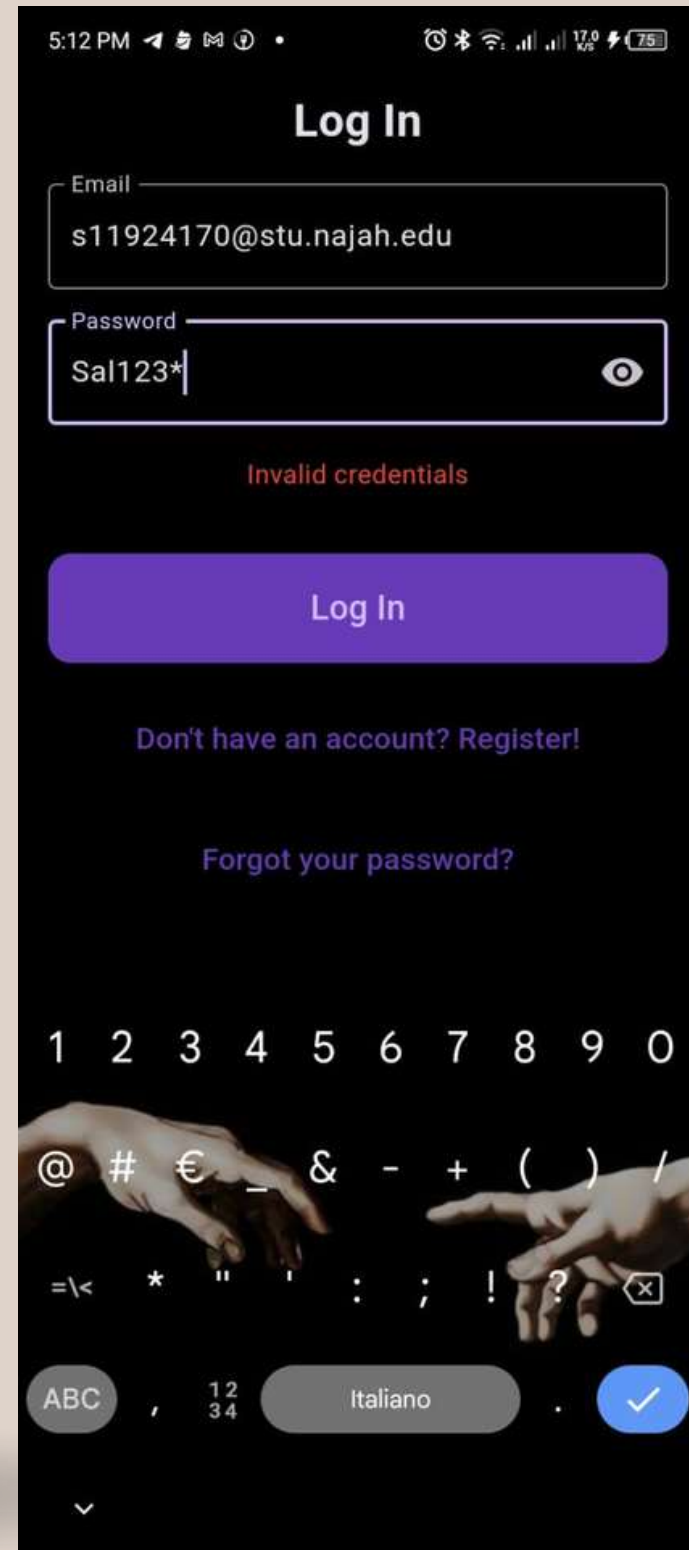 5:12 PM 17.0 K/S 75
Log In
Email
s11924170@stu.najah.edu
Password
Sal123*
Invalid credentials
Log In
Don't have an account? Register!
Forgot your password?
1 2 3 4 5 6 7 8 9 0
@ # € _ & - + ( ) /
=\< * " ' : ; ! ?
ABC , 12 34 Italiano .